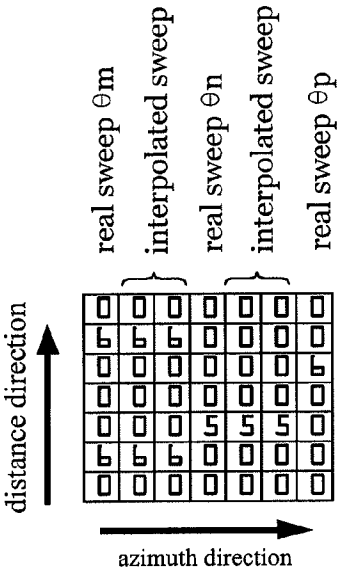 real sweep θm
interpolated sweep
real sweep θn
interpolated sweep
real sweep θp
distance direction
0 0 0 0 0 0 0
6 6 6 0 0 0 0
0 0 0 0 0 0 6
0 0 0 0 0 0 0
0 0 0 5 5 5 0
6 6 6 0 0 0 0
0 0 0 0 0 0 0
azimuth direction